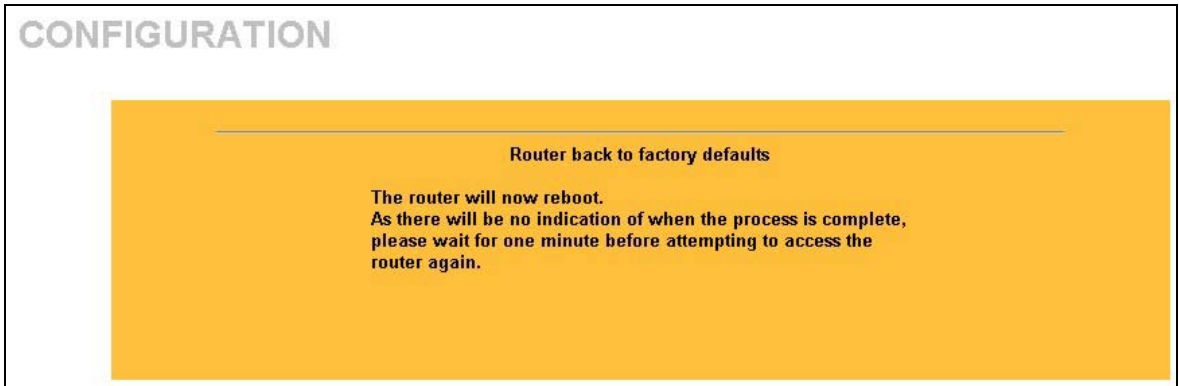 CONFIGURATION
Router back to factory defaults
The router will now reboot.
As there will be no indication of when the process is complete,
please wait for one minute before attempting to access the
router again.